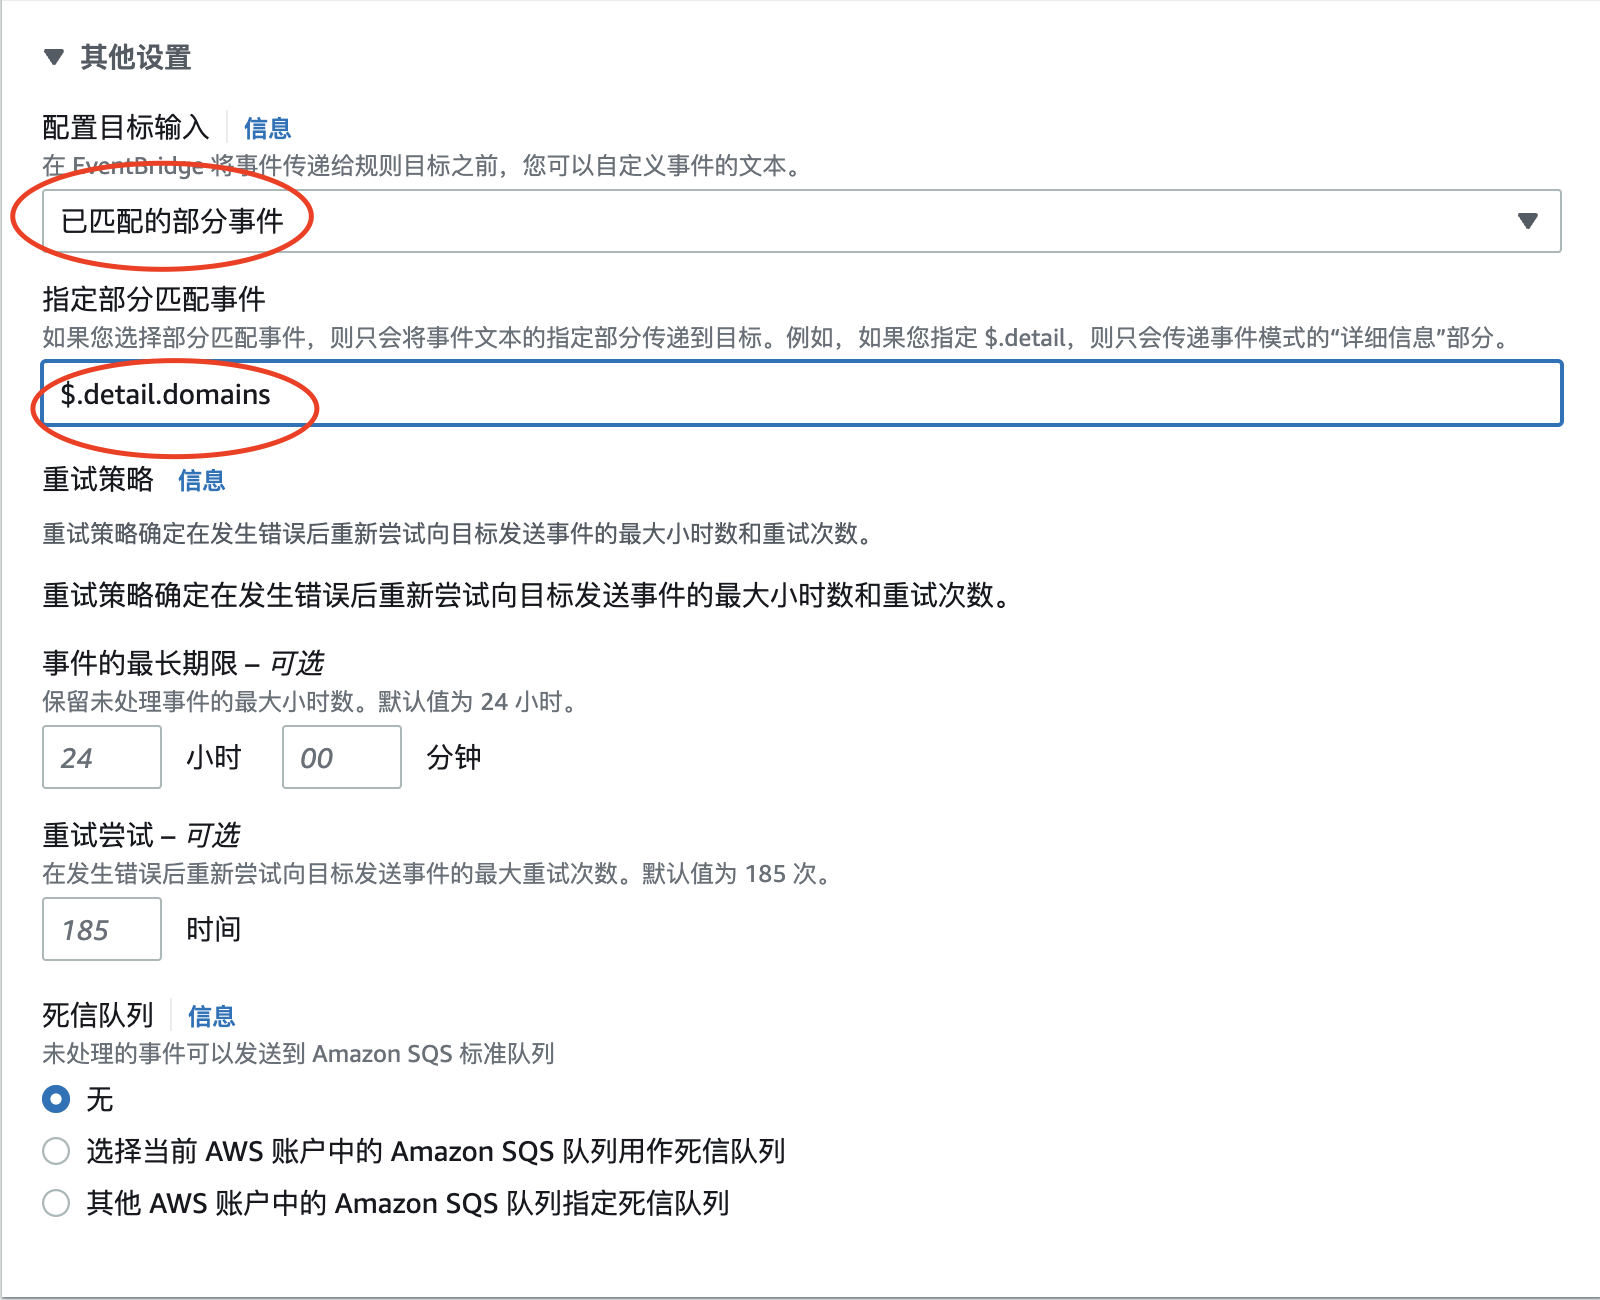 其他设置
配置目标输入 信息
在 EventBridge 将事件传递给规则目标之前，您可以自定义事件的文本。
已匹配的部分事件
指定部分匹配事件
如果您选择部分匹配事件，则只会将事件文本的指定部分传递到目标。例如，如果您指定 $.detail，则只会传递事件模式的“详细信息”部分。
$.detail.domains
重试策略 信息
重试策略确定在发生错误后重新尝试向目标发送事件的最大小时数和重试次数。
重试策略确定在发生错误后重新尝试向目标发送事件的最大小时数和重试次数。
事件的最长期限 – 可选
保留未处理事件的最大小时数。默认值为 24 小时。
24 小时 00 分钟
重试尝试 – 可选
在发生错误后重新尝试向目标发送事件的最大重试次数。默认值为 185 次。
185 时间
死信队列 信息
未处理的事件可以发送到 Amazon SQS 标准队列
无
选择当前 AWS 账户中的 Amazon SQS 队列用作死信队列
其他 AWS 账户中的 Amazon SQS 队列指定死信队列